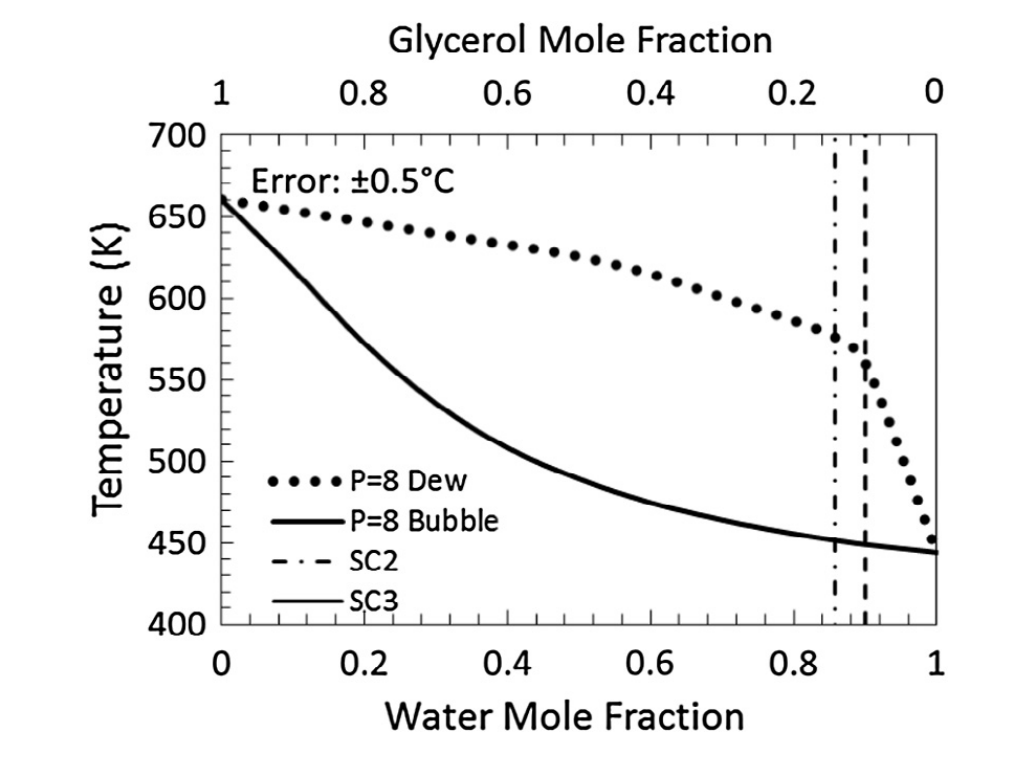 Glycerol Mole Fraction
1 0.8 0.6 0.4 0.2 0
700
Error: ±0.5°C
650
600
550
500
450
400
Temperature (K)
P=8 Dew
P=8 Bubble
SC2
SC3
0 0.2 0.4 0.6 0.8 1
Water Mole Fraction